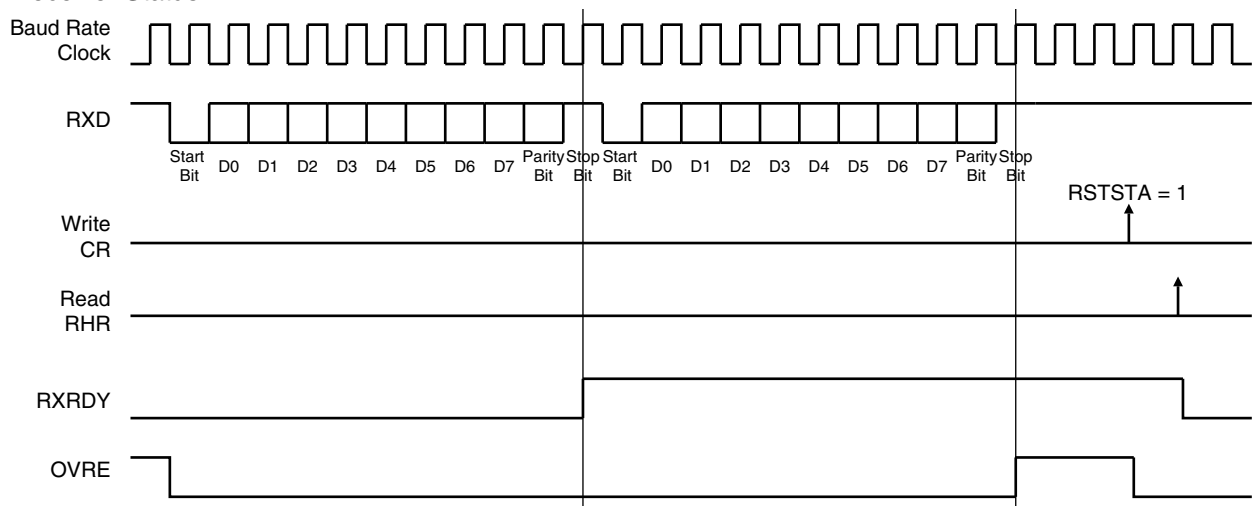 Baud Rate
Clock
RXD
Start Bit D0 D1 D2 D3 D4 D5 D6 D7 Parity Bit Stop Bit Start Bit D0 D1 D2 D3 D4 D5 D6 D7 Parity Bit Stop Bit
RSTSTA = 1
Write
CR
Read
RHR
RXRDY
OVRE